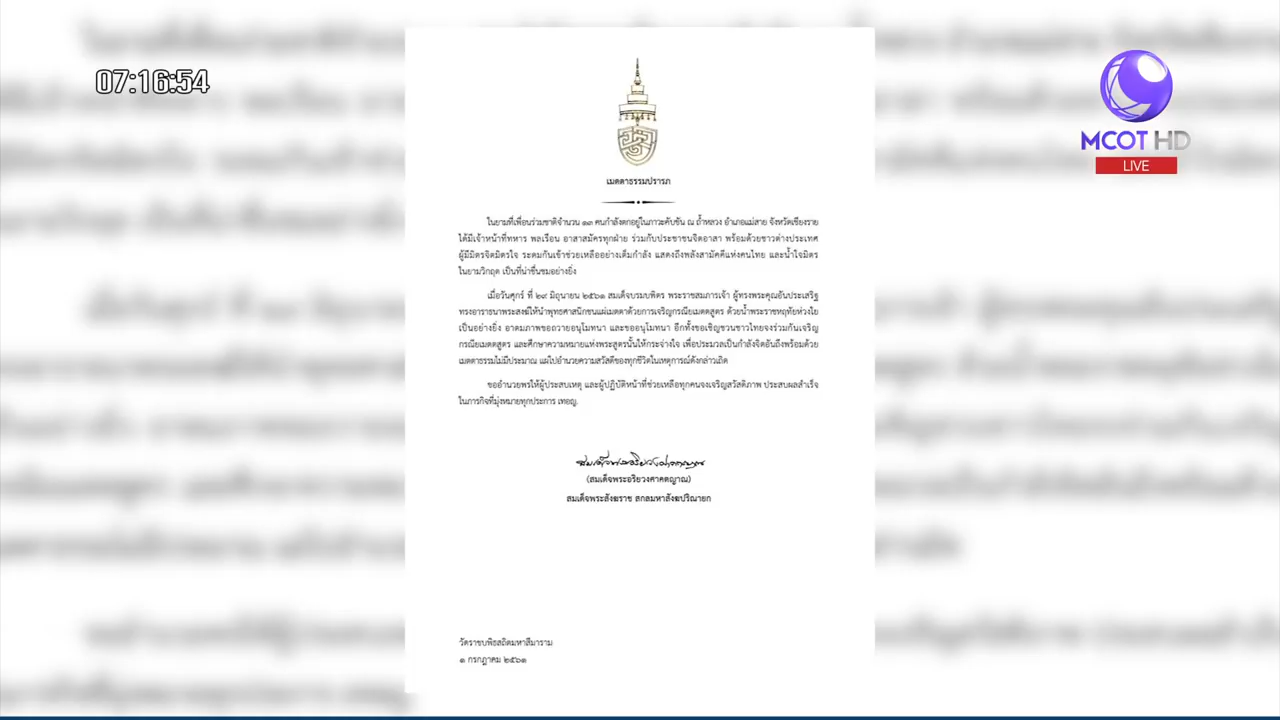 07:16:54
MCOT HD
LIVE
เมตตาธรรมปรารภ
ในยามที่เพื่อนร่วมชาติจำนวน ๑๓ คนกำลังตกอยู่ในภาวะคับขัน ณ ถ้ำหลวง อำเภอแม่สาย จังหวัดเชียงราย
ได้มีเจ้าหน้าที่ทหาร พลเรือน อาสาสมัครทุกฝ่าย ร่วมกับประชาชนจิตอาสา พร้อมด้วยชาวต่างประเทศ
ผู้มีมิตรจิตมิตรใจ ระดมกันเข้าช่วยเหลืออย่างเต็มกำลัง แสดงถึงพลังสามัคคีแห่งคนไทย และน้ำใจมิตร
ในยามวิกฤต เป็นที่น่าชื่นชมอย่างยิ่ง
เมื่อวันศุกร์ ที่ ๒๙ มิถุนายน ๒๕๖๑ สมเด็จบรมบพิตร พระราชสมภารเจ้า ผู้ทรงพระคุณอันประเสริฐ
ทรงอาราธนาพระสงฆ์ให้นำพุทธศาสนิกชนแผ่เมตตาด้วยการเจริญกรณียเมตตสูตร ด้วยน้ำพระราชหฤทัยห่วงใย
เป็นอย่างยิ่ง อาตมภาพขอถวายอนุโมทนา และขออนุโมทนา อีกทั้งขอเชิญชวนชาวไทยจงร่วมกันเจริญ
กรณียเมตตสูตร และศึกษาความหมายแห่งพระสูตรนั้นให้กระจ่างใจ เพื่อประมวลเป็นกำลังจิตอันถึงพร้อมด้วย
เมตตาธรรมไม่มีประมาณ แผ่ไปอำนวยความสวัสดีของทุกชีวิตในเหตุการณ์ดังกล่าวเถิด
ขออำนวยพรให้ผู้ประสบเหตุ และผู้ปฏิบัติหน้าที่ช่วยเหลือทุกคนจงเจริญสวัสดิภาพ ประสบผลสำเร็จ
ในภารกิจที่มุ่งหมายทุกประการ เทอญ.
(สมเด็จพระอริยวงศาคตญาณ)
สมเด็จพระสังฆราช สกลมหาสังฆปริณายก
วัดราชบพิธสถิตมหาสีมาราม
๑ กรกฎาคม ๒๕๖๑